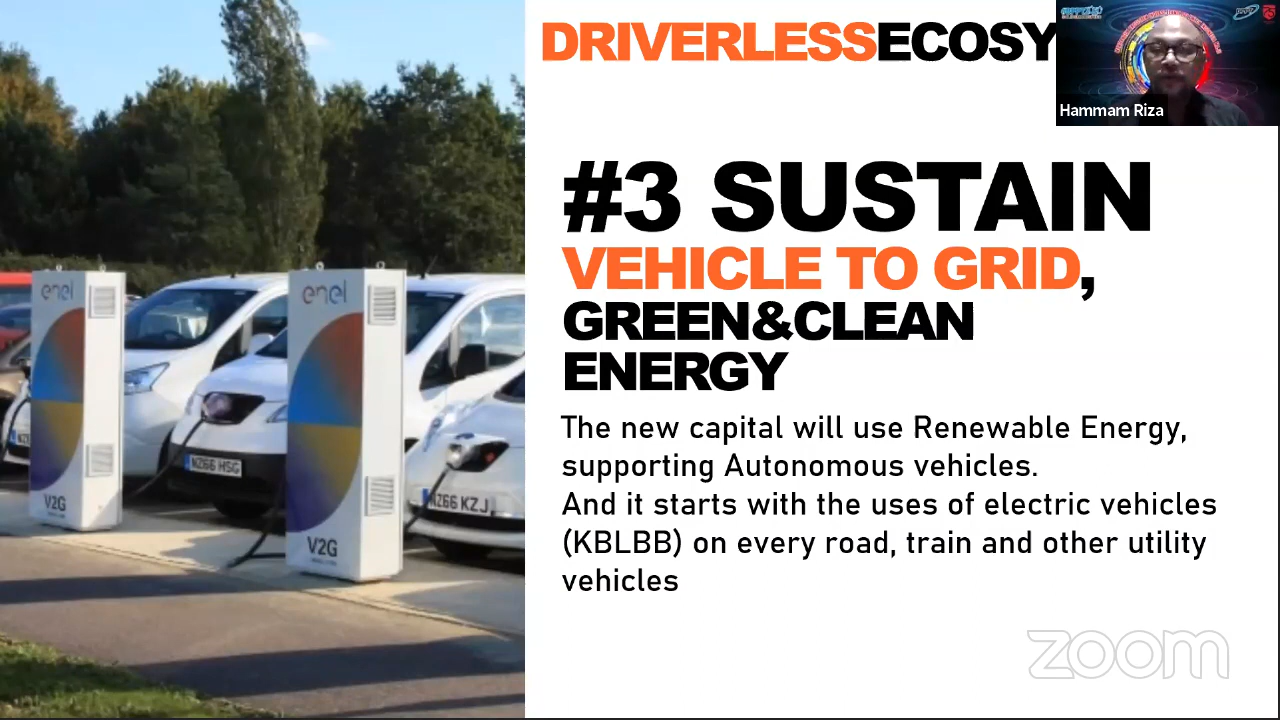 DRIVERLESSECOSY
Hammam Riza
#3 SUSTAIN
VEHICLE TO GRID,
GREEN&CLEAN
ENERGY
The new capital will use Renewable Energy,
supporting Autonomous vehicles.
And it starts with the uses of electric vehicles
(KBLBB) on every road, train and other utility
vehicles
enel
enel
NZ66 HSG
NZ66 KZJ
V2G
V2G
zoom